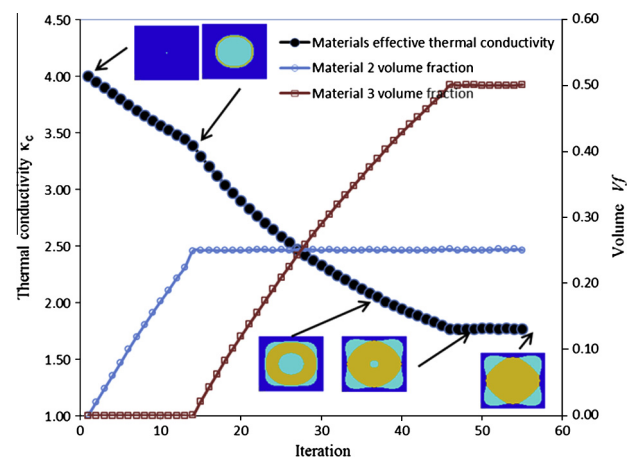 4.50
4.00
3.50
3.00
2.50
2.00
1.50
1.00
Thermal conductivity κc
0.60
0.50
0.40
0.30
0.20
0.10
0.00
Volume Vf
Materials effective thermal conductivity
Material 2 volume fraction
Material 3 volume fraction
0 10 20 30 40 50 60
Iteration